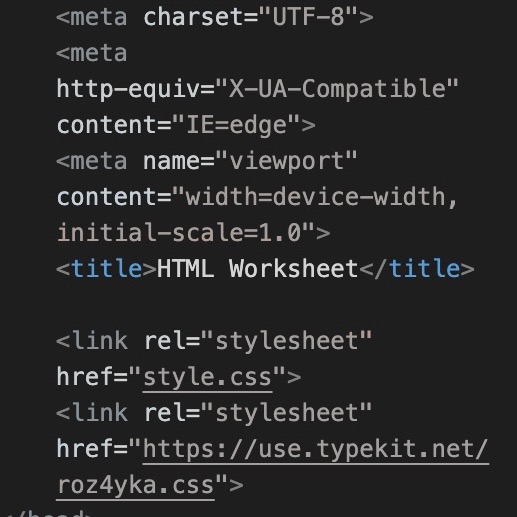 <meta charset="UTF-8">
<meta
http-equiv="X-UA-Compatible"
content="IE=edge">
<meta name="viewport"
content="width=device-width,
initial-scale=1.0">
<title>HTML Worksheet</title>
<link rel="stylesheet"
href="style.css">
<link rel="stylesheet"
href="https://use.typekit.net/
roz4yka.css">
</head>